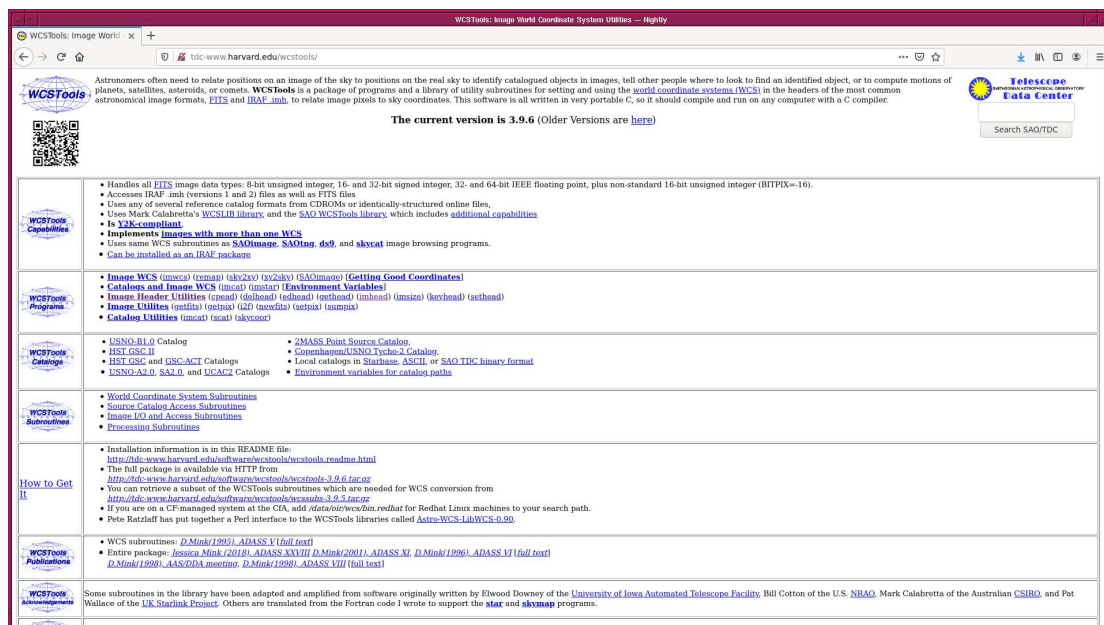 WCSTools: Image World Coordinate System Utilities — Nightly
WCSTools: Image World
tdc-www.harvard.edu/wcstools/
WCSTools
Astronomers often need to relate positions on an image of the sky to positions on the real sky to identify catalogued objects in images, tell other people where to look to find an identified object, or to compute motions of
planets, satellites, asteroids, or comets. WCSTools is a package of programs and a library of utility subroutines for setting and using the world coordinate systems (WCS) in the headers of the most common
astronomical image formats, FITS and IRAF .imh, to relate image pixels to sky coordinates. This software is all written in very portable C, so it should compile and run on any computer with a C compiler.
The current version is 3.9.6 (Older Versions are here)
Telescope
SMITHSONIAN ASTROPHYSICAL OBSERVATORY
Data Center
Search SAO/TDC
WCSTools
Capabilities
• Handles all FITS image data types: 8-bit unsigned integer, 16- and 32-bit signed integer, 32- and 64-bit IEEE floating point, plus non-standard 16-bit unsigned integer (BITPIX=-16).
• Accesses IRAF .imh (versions 1 and 2) files as well as FITS files
• Uses any of several reference catalog formats from CDROMs or identically-structured online files,
• Uses Mark Calabretta's WCSLIB library, and the SAO WCSTools library, which includes additional capabilities
• Is Y2K-compliant,
• Implements images with more than one WCS
• Uses same WCS subroutines as SAOimage, SAOtng, ds9, and skycat image browsing programs.
• Can be installed as an IRAF package
WCSTools
Programs
• Image WCS (imwcs) (remap) (sky2xy) (xy2sky) (SAOimage) [Getting Good Coordinates]
• Catalogs and Image WCS (imcat) (imstar) [Environment Variables]
• Image Header Utilities (cpead) (delhead) (edhead) (gethead) (imhead) (imsize) (keyhead) (sethead)
• Image Utilites (getfits) (getpix) (i2f) (newfits) (setpix) (sumpix)
• Catalog Utilities (imcat) (scat) (skycoor)
WCSTools
Catalogs
• USNO-B1.0 Catalog
• HST GSC II
• HST GSC and GSC-ACT Catalogs
• USNO-A2.0, SA2.0, and UCAC2 Catalogs
• 2MASS Point Source Catalog,
• Copenhagen/USNO Tycho-2 Catalog,
• Local catalogs in Starbase, ASCII, or SAO TDC binary format
• Environment variables for catalog paths
WCSTools
Subroutines
• World Coordinate System Subroutines
• Source Catalog Access Subroutines
• Image I/O and Access Subroutines
• Processing Subroutines
How to Get
It
• Installation information is in this README file:
http://tdc-www.harvard.edu/software/wcstools/wcstools.readme.html
• The full package is available via HTTP from
http://tdc-www.harvard.edu/software/wcstools/wcstools-3.9.6.tar.gz
• You can retrieve a subset of the WCSTools subroutines which are needed for WCS conversion from
http://tdc-www.harvard.edu/software/wcstools/wcssubs-3.9.5.tar.gz
• If you are on a CF-managed system at the CfA, add /data/oir/wcs/bin.redhat for Redhat Linux machines to your search path.
• Pete Ratzlaff has put together a Perl interface to the WCSTools libraries called Astro-WCS-LibWCS-0.90.
WCSTools
Publications
• WCS subroutines: D.Mink(1995), ADASS V [full text]
• Entire package: Jessica Mink (2018), ADASS XXVIII D.Mink(2001), ADASS XI, D.Mink(1996), ADASS VI [full text]
D.Mink(1998), AAS/DDA meeting, D.Mink(1998), ADASS VIII [full text]
WCSTools
Acknowledgements
Some subroutines in the library have been adapted and amplified from software originally written by Elwood Downey of the University of Iowa Automated Telescope Facility, Bill Cotton of the U.S. NRAO, Mark Calabretta of the Australian CSIRO, and Pat
Wallace of the UK Starlink Project. Others are translated from the Fortran code I wrote to support the star and skymap programs.